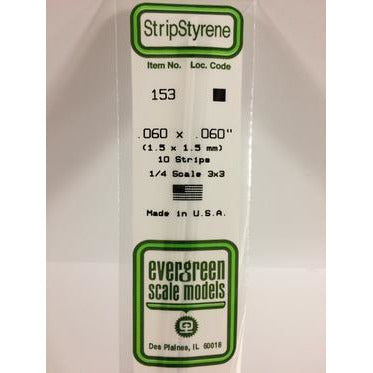 StripStyrene
Item No. Loc. Code
153
.060 x .060"
(1.5 x 1.5 mm)
10 Strips
1/4 Scale 3x3
Made in U.S.A.
evergreen
scale models
Des Plaines, IL 60018